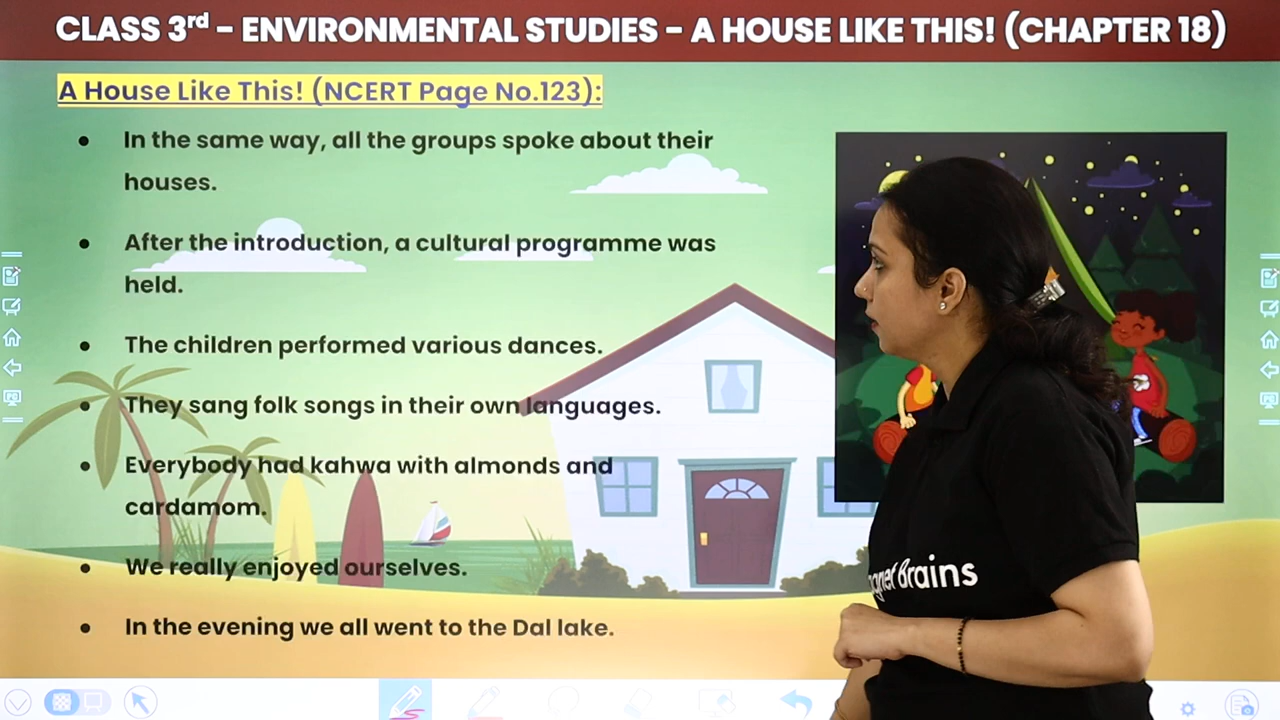 CLASS 3rd – ENVIRONMENTAL STUDIES – A HOUSE LIKE THIS! (CHAPTER 18)
A House Like This! (NCERT Page No.123):
● In the same way, all the groups spoke about their
houses.
● After the introduction, a cultural programme was
held.
● The children performed various dances.
● They sang folk songs in their own languages.
● Everybody had kahwa with almonds and
cardamom.
● We really enjoyed ourselves.
● In the evening we all went to the Dal lake.
Brains